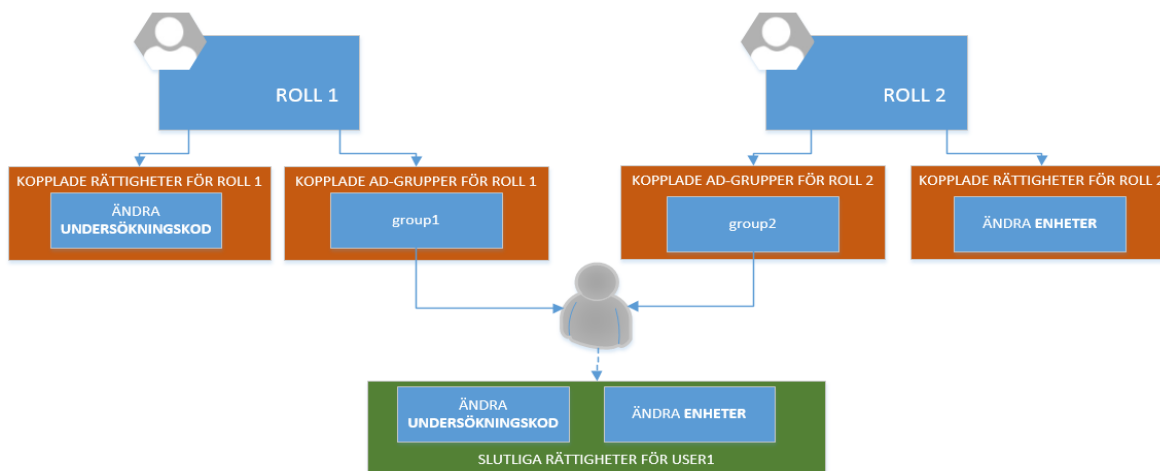 ROLL 1
ROLL 2
KOPPLADE RÄTTIGHETER FÖR ROLL 1
ÄNDRA
UNDERSÖKNINGSKOD
KOPPLADE AD-GRUPPER FÖR ROLL 1
group1
KOPPLADE AD-GRUPPER FÖR ROLL 2
group2
KOPPLADE RÄTTIGHETER FÖR ROLL 2
ÄNDRA ENHETER
ÄNDRA
UNDERSÖKNINGSKOD
ÄNDRA ENHETER
SLUTLIGA RÄTTIGHETER FÖR USER1